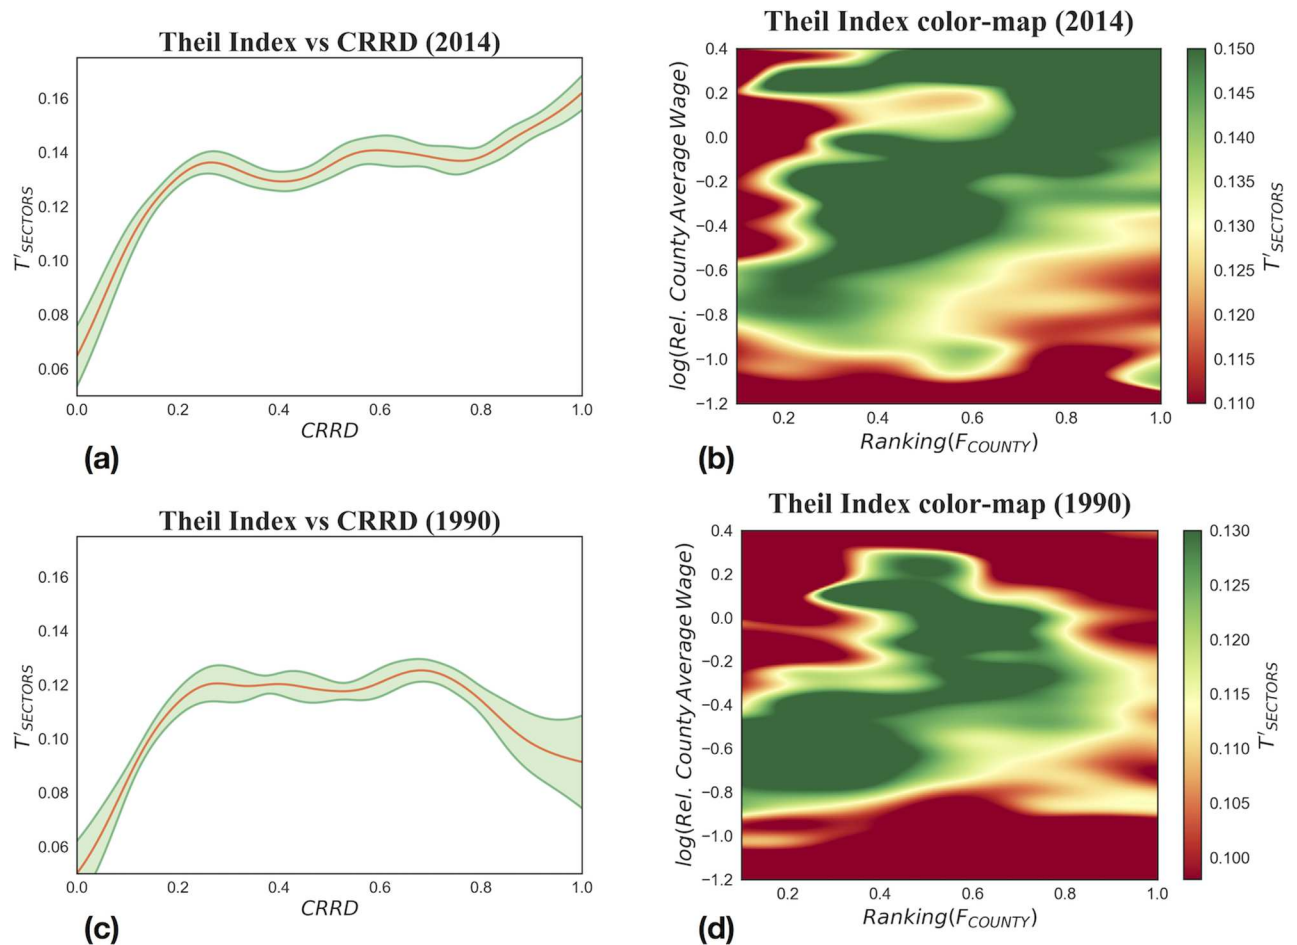 Theil Index vs CRRD (2014)
T'SECTORS
0.16
0.14
0.12
0.10
0.08
0.06
0.0 0.2 0.4 0.6 0.8 1.0
CRRD
(a)
Theil Index color-map (2014)
log(Rel. County Average Wage)
0.4
0.2
0.0
−0.2
−0.4
−0.6
−0.8
−1.0
−1.2
0.2 0.4 0.6 0.8 1.0
Ranking(FCOUNTY)
0.150
0.145
0.140
0.135
0.130
0.125
0.120
0.115
0.110
T'SECTORS
(b)
Theil Index vs CRRD (1990)
T'SECTORS
0.16
0.14
0.12
0.10
0.08
0.06
0.0 0.2 0.4 0.6 0.8 1.0
CRRD
(c)
Theil Index color-map (1990)
log(Rel. County Average Wage)
0.4
0.2
0.0
−0.2
−0.4
−0.6
−0.8
−1.0
−1.2
0.2 0.4 0.6 0.8 1.0
Ranking(FCOUNTY)
0.130
0.125
0.120
0.115
0.110
0.105
0.100
T'SECTORS
(d)